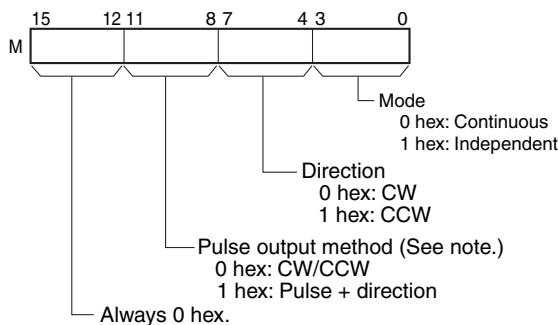 15 12 11 8 7 4 3 0
M
Mode
0 hex: Continuous
1 hex: Independent
Direction
0 hex: CW
1 hex: CCW
Pulse output method (See note.)
0 hex: CW/CCW
1 hex: Pulse + direction
Always 0 hex.